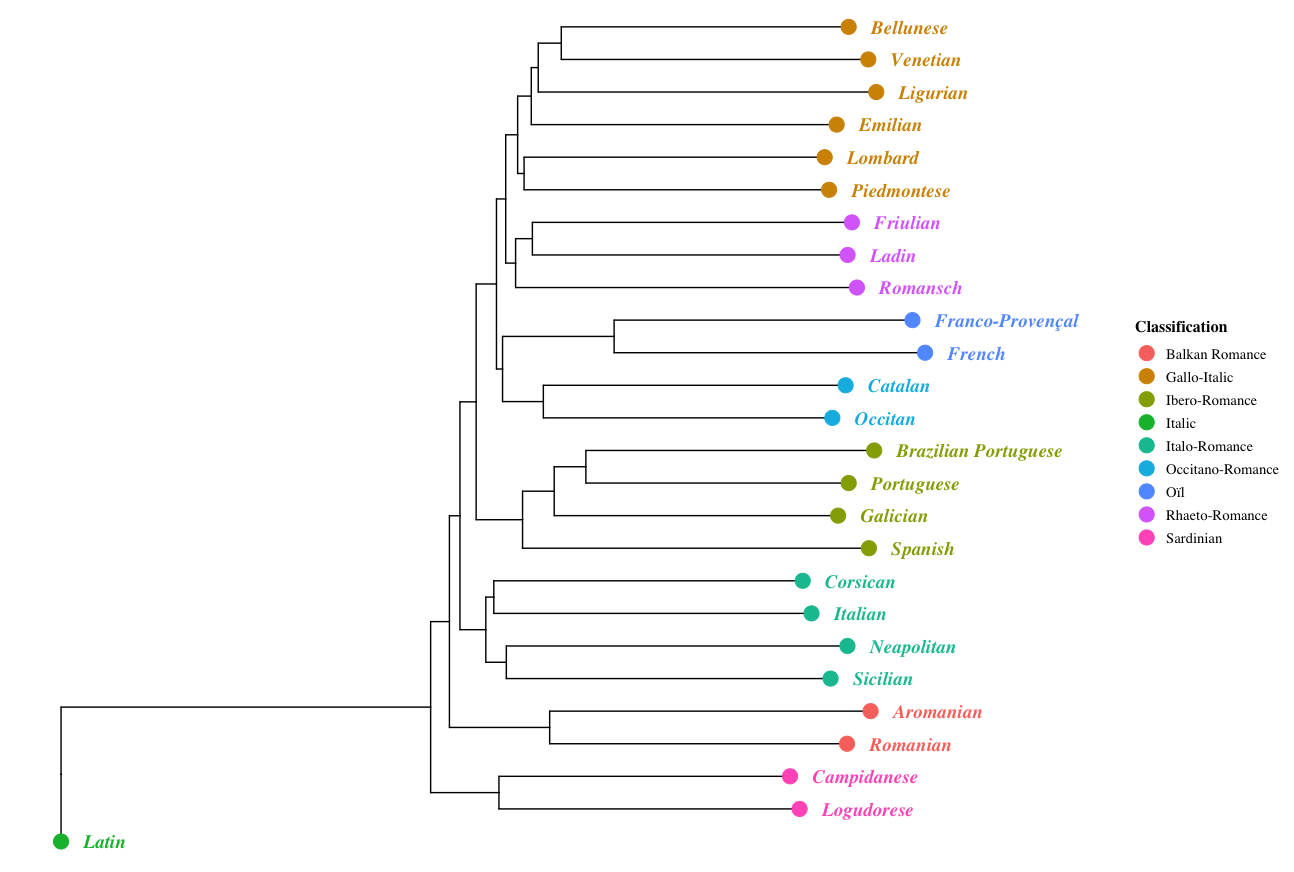 Bellunese
Venetian
Ligurian
Emilian
Lombard
Piedmontese
Friulian
Ladin
Romansch
Franco-Provençal
French
Catalan
Occitan
Brazilian Portuguese
Portuguese
Galician
Spanish
Corsican
Italian
Neapolitan
Sicilian
Aromanian
Romanian
Campidanese
Logudorese
Latin
Classification
Balkan Romance
Gallo-Italic
Ibero-Romance
Italic
Italo-Romance
Occitano-Romance
Oïl
Rhaeto-Romance
Sardinian